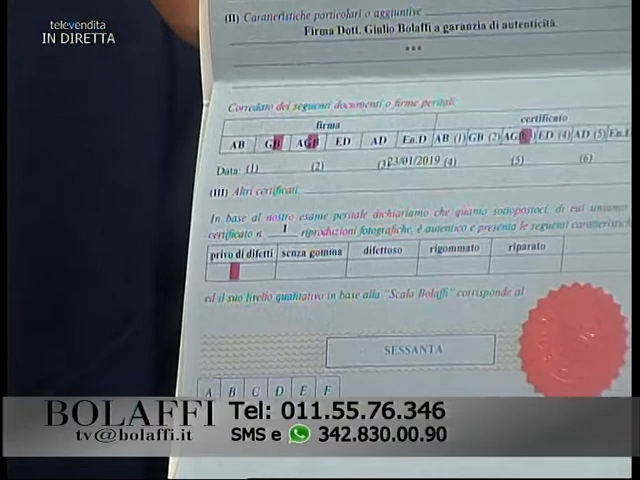 televendita
IN DIRETTA
(II) Caratteristiche particolari o aggiuntive
Firma Dott. Giulio Bolaffi a garanzia di autenticità.
***
Corredato dei seguenti documenti o firme peritali
firma certificato
AB GB AGB ED AD En.D AB (1) GB (2) AGB ED (4) AD (5) En.
Data: (1) (2) (3) 23/01/2019 (4) (5) (6)
(III) Altri certificati
In base al nostro esame peritale dichiariamo che quanto sottopostoci, di cui uniamo
certificato n. 1 riproduzioni fotografiche, è autentico e presenta le seguenti caratteristich
privo di difetti senza gomma difettoso rigommato riparato
ed il suo livello qualitativo in base alla "Scala Bolaffi" corrisponde al
SESSANTA
A B C D E F
BOLAFFI Tel: 011.55.76.346
tv@bolaffi.it SMS e 342.830.00.90